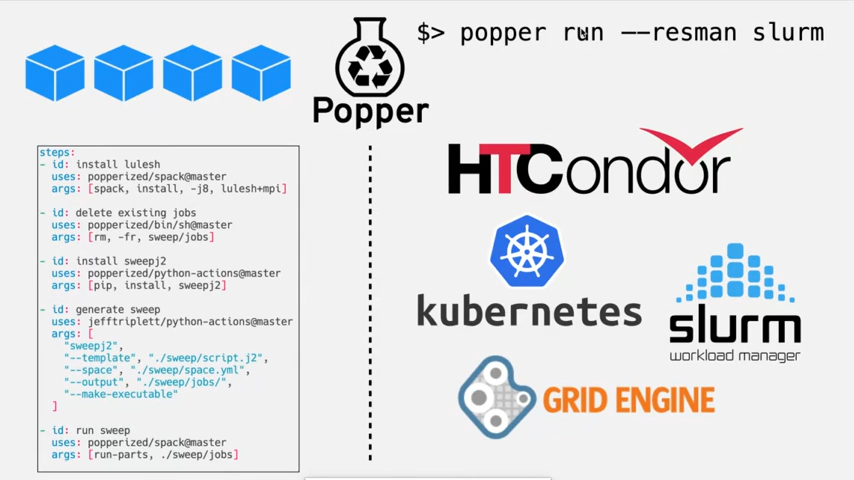 $> popper run --resman slurm
Popper
steps:
- id: install lulesh
  uses: popperized/spack@master
  args: [spack, install, -j8, lulesh+mpi]
- id: delete existing jobs
  uses: popperized/bin/sh@master
  args: [rm, -fr, sweep/jobs]
- id: install sweepj2
  uses: popperized/python-actions@master
  args: [pip, install, sweepj2]
- id: generate sweep
  uses: jefftriplett/python-actions@master
  args: [
    "sweepj2",
    "--template", "./sweep/script.j2",
    "--space", "./sweep/space.yml",
    "--output", "./sweep/jobs/",
    "--make-executable"
  ]
- id: run sweep
  uses: popperized/spack@master
  args: [run-parts, ./sweep/jobs]
HTCondor
kubernetes
slurm
workload manager
GRID ENGINE